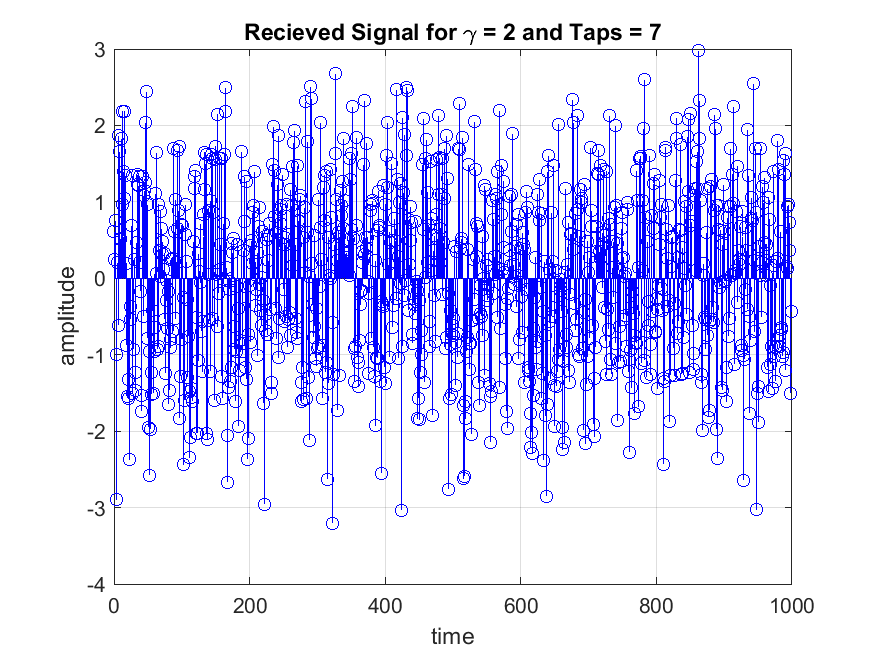 Recieved Signal for γ = 2 and Taps = 7
3
2
1
0
-1
-2
-3
-4
amplitude
0 200 400 600 800 1000
time